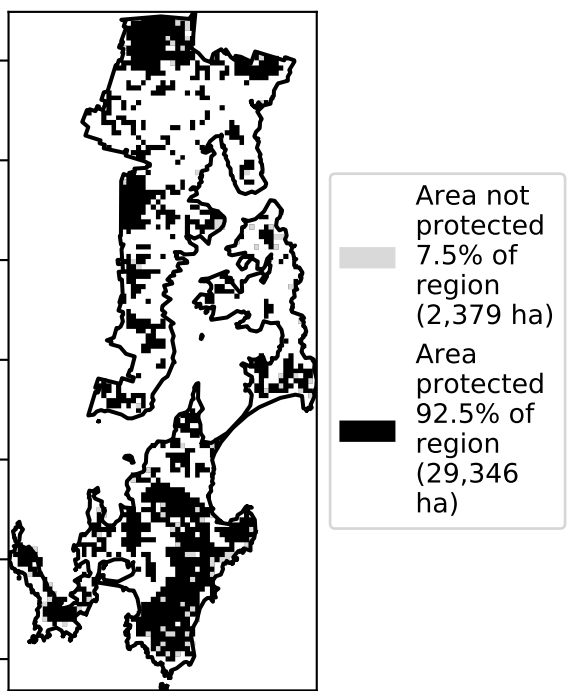 Area not
protected
7.5% of
region
(2,379 ha)
Area
protected
92.5% of
region
(29,346
ha)